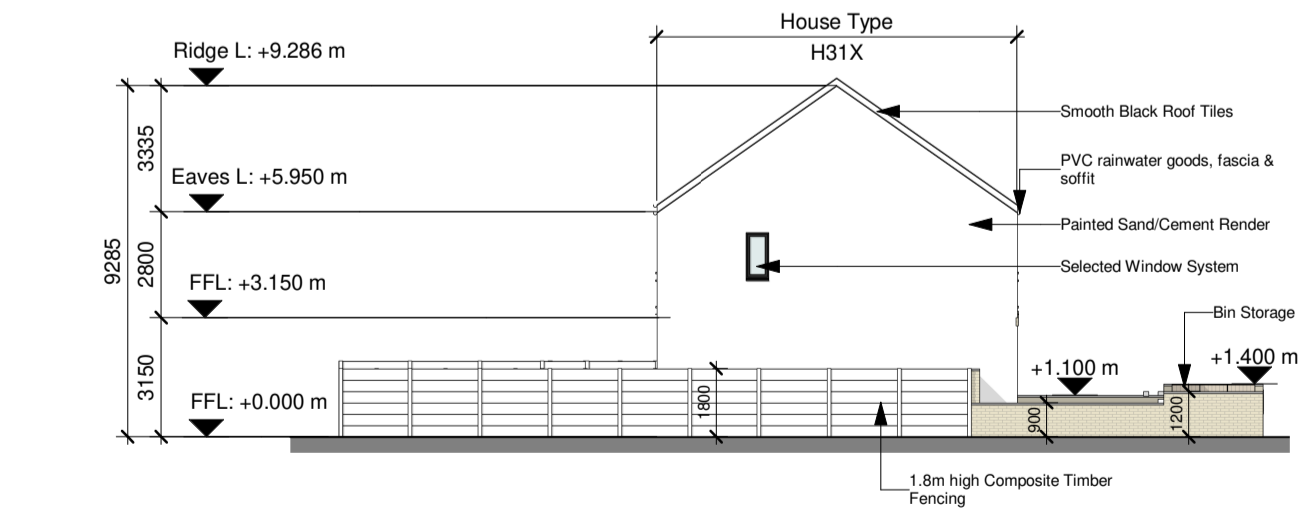 House Type
H31X
Ridge L: +9.286 m
Smooth Black Roof Tiles
3335
PVC rainwater goods, fascia &
soffit
Eaves L: +5.950 m
Painted Sand/Cement Render
9285
2800
Selected Window System
FFL: +3.150 m
Bin Storage
+1.400 m
+1.100 m
3150
FFL: +0.000 m
1800
900
1200
1.8m high Composite Timber
Fencing